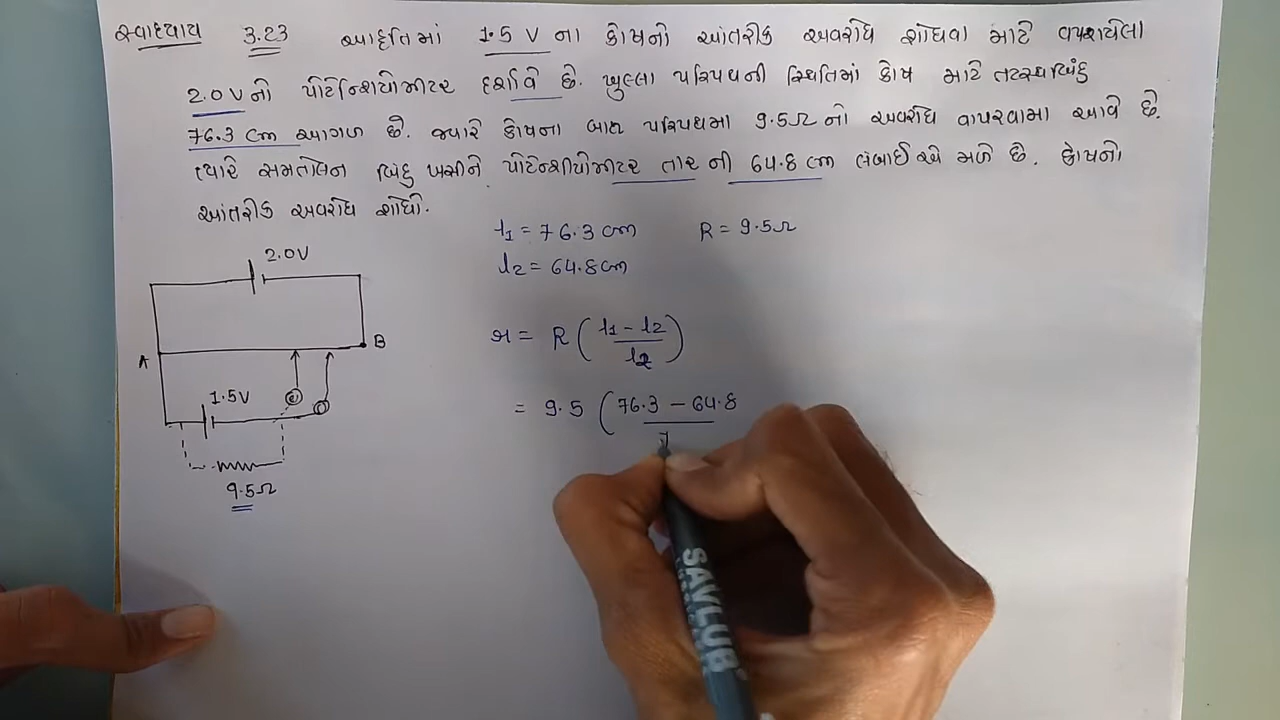 સ્વાધ્યાય 3.23 આકૃતિમાં 1.5 V ના કોષનો આંતરીક અવરોધ શોધવા માટે વપરાયેલા
2.0 V નો પોટેન્શિયોમીટર દર્શાવે છે. ખુલ્લા પરિપથની સ્થિતિમાં કોષ માટે તટસ્થબિંદુ
76.3 cm આગળ છે. જ્યારે કોષના બાહ્ય પરિપથમા 9.5Ω નો અવરોધ વાપરવામા આવે છે.
ત્યારે સમતોલન બિંદુ ખસીને પોટેન્શીયોમીટર તાર ની 64.8 cm લંબાઈ એ મળે છે. કોષનો
આંતરીક અવરોધ શોધો.
l1 = 76.3 cm R = 9.5Ω
l2 = 64.8cm
2.0V
A
B
1.5V
G
G
9.5Ω
r = R ( l1 - l2 / l2 )
= 9.5 ( 76.3 - 64.8 /
SAVLUB